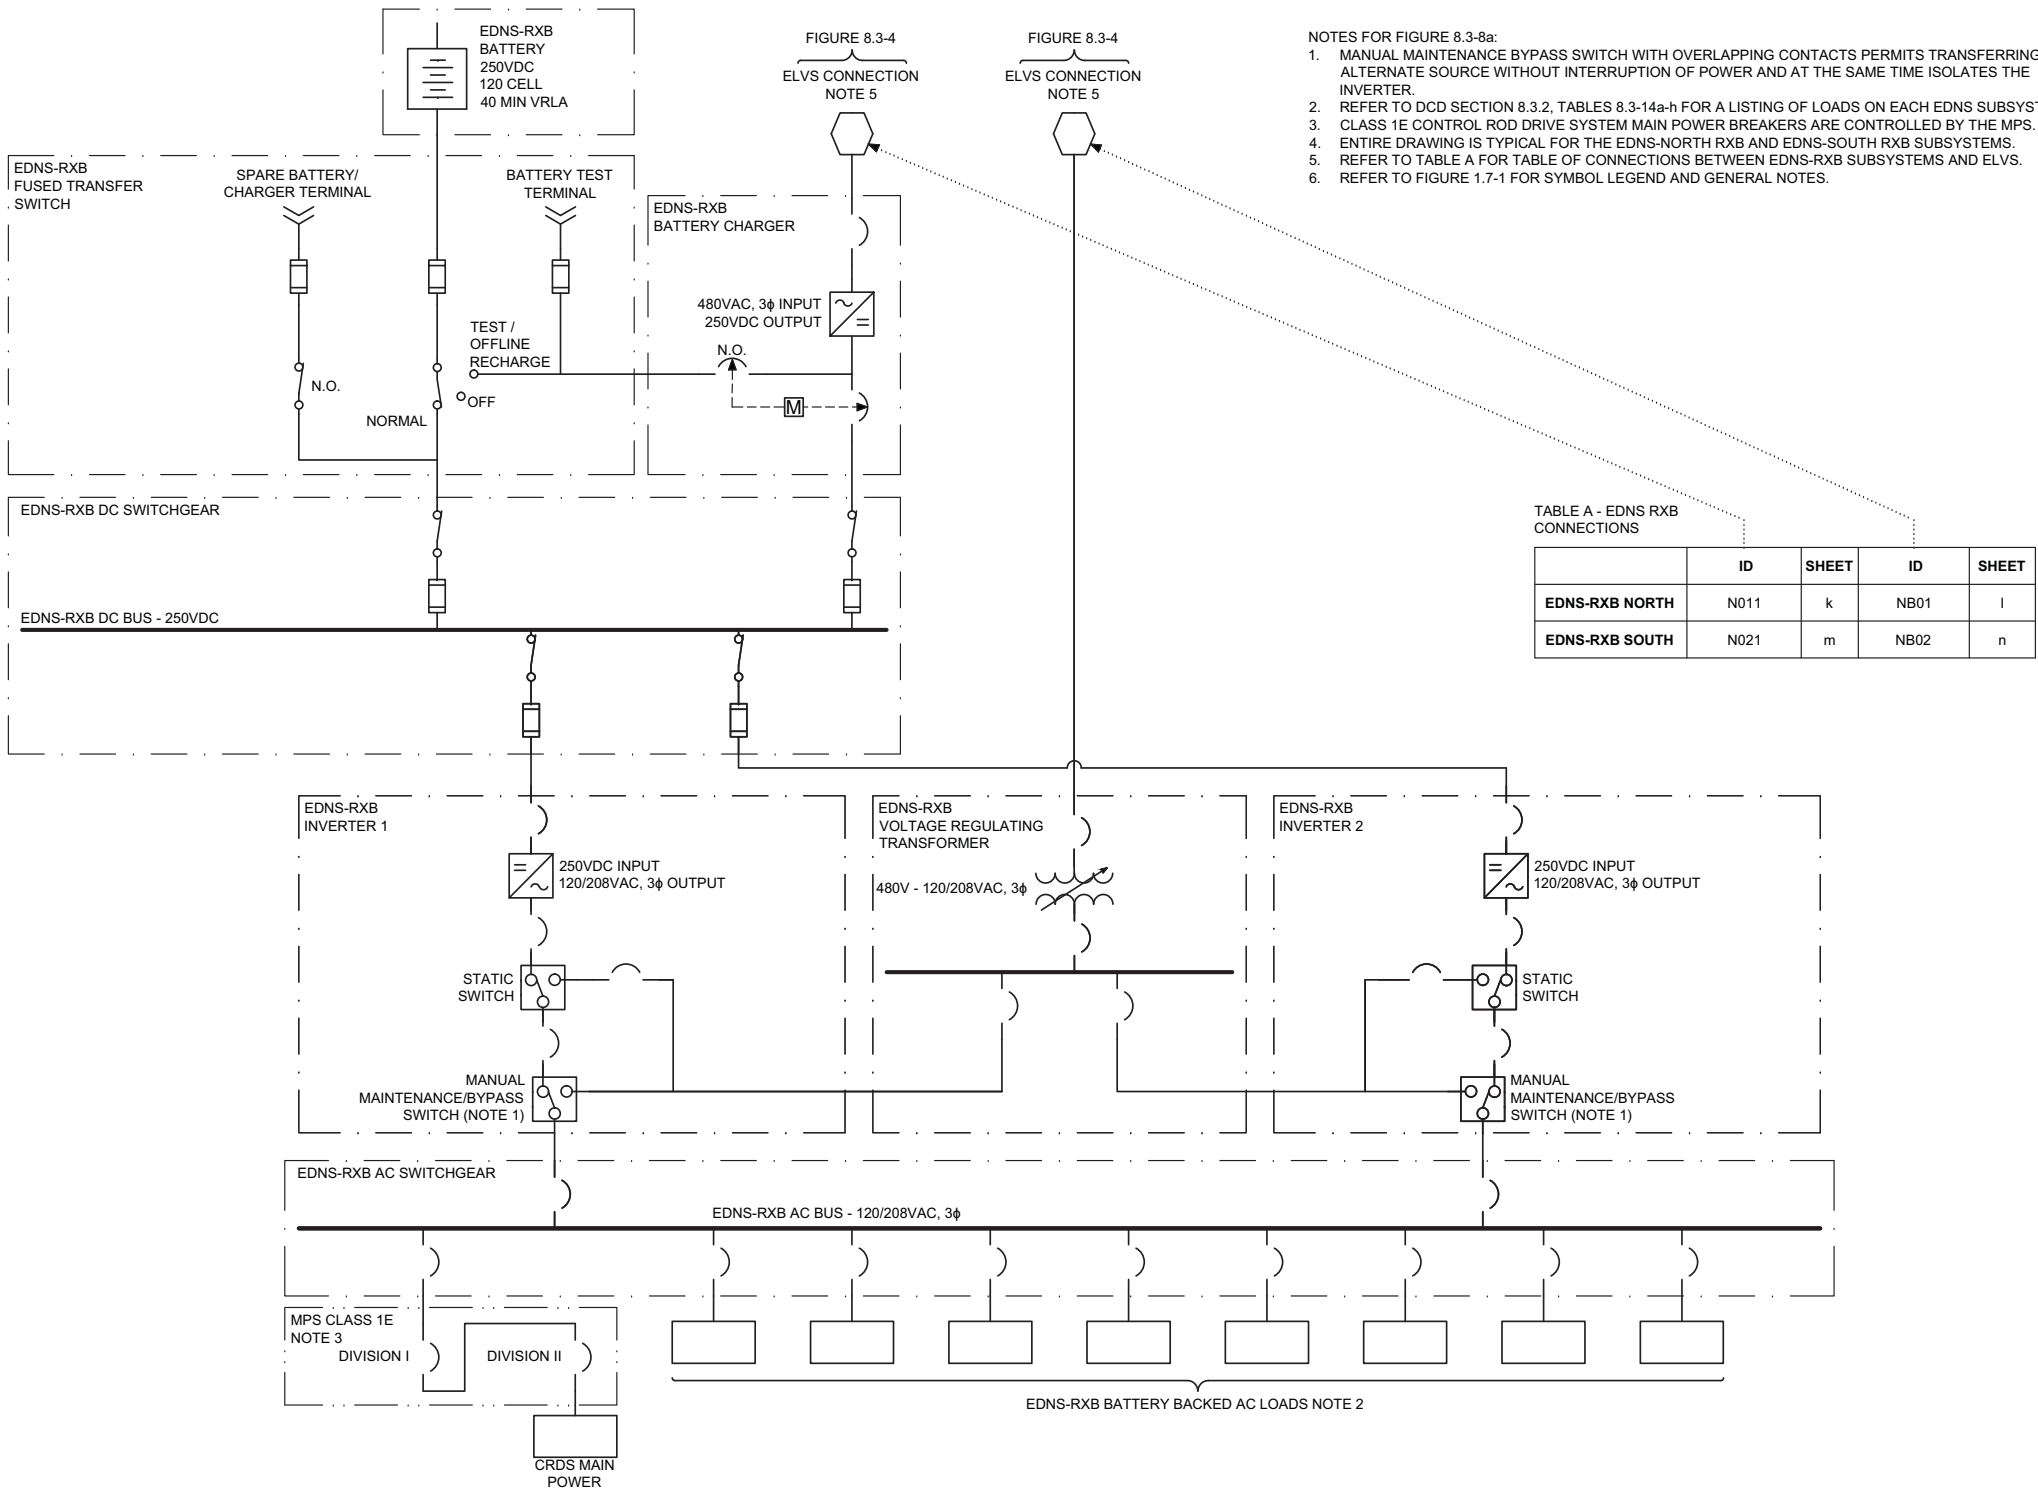 EDNS-RXB
BATTERY
250VDC
120 CELL
40 MIN VRLA
FIGURE 8.3-4
ELVS CONNECTION
NOTE 5
FIGURE 8.3-4
ELVS CONNECTION
NOTE 5
NOTES FOR FIGURE 8.3-8a:
1. MANUAL MAINTENANCE BYPASS SWITCH WITH OVERLAPPING CONTACTS PERMITS TRANSFERRING
ALTERNATE SOURCE WITHOUT INTERRUPTION OF POWER AND AT THE SAME TIME ISOLATES THE
INVERTER.
2. REFER TO DCD SECTION 8.3.2, TABLES 8.3-14a-h FOR A LISTING OF LOADS ON EACH EDNS SUBSYST
3. CLASS 1E CONTROL ROD DRIVE SYSTEM MAIN POWER BREAKERS ARE CONTROLLED BY THE MPS.
4. ENTIRE DRAWING IS TYPICAL FOR THE EDNS-NORTH RXB AND EDNS-SOUTH RXB SUBSYSTEMS.
5. REFER TO TABLE A FOR TABLE OF CONNECTIONS BETWEEN EDNS-RXB SUBSYSTEMS AND ELVS.
6. REFER TO FIGURE 1.7-1 FOR SYMBOL LEGEND AND GENERAL NOTES.
EDNS-RXB
FUSED TRANSFER
SWITCH
SPARE BATTERY/
CHARGER TERMINAL
BATTERY TEST
TERMINAL
EDNS-RXB
BATTERY CHARGER
480VAC, 3ϕ INPUT
250VDC OUTPUT
TEST /
OFFLINE
RECHARGE
N.O.
N.O.
OFF
M
NORMAL
EDNS-RXB DC SWITCHGEAR
EDNS-RXB DC BUS - 250VDC
TABLE A - EDNS RXB
CONNECTIONS
ID SHEET ID SHEET
EDNS-RXB NORTH N011 k NB01 l
EDNS-RXB SOUTH N021 m NB02 n
EDNS-RXB
INVERTER 1
250VDC INPUT
120/208VAC, 3ϕ OUTPUT
STATIC
SWITCH
MANUAL
MAINTENANCE/BYPASS
SWITCH (NOTE 1)
EDNS-RXB
VOLTAGE REGULATING
TRANSFORMER
480V - 120/208VAC, 3ϕ
EDNS-RXB
INVERTER 2
250VDC INPUT
120/208VAC, 3ϕ OUTPUT
STATIC
SWITCH
MANUAL
MAINTENANCE/BYPASS
SWITCH (NOTE 1)
EDNS-RXB AC SWITCHGEAR
EDNS-RXB AC BUS - 120/208VAC, 3ϕ
MPS CLASS 1E
NOTE 3
DIVISION I
DIVISION II
EDNS-RXB BATTERY BACKED AC LOADS NOTE 2
CRDS MAIN
POWER